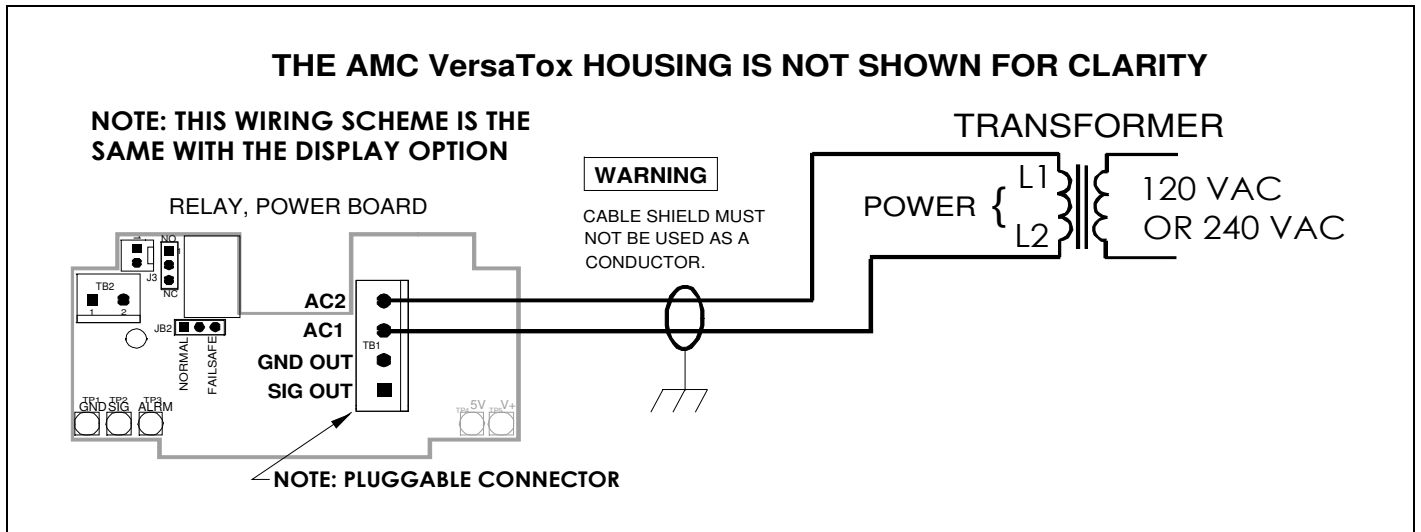 THE AMC VersaTox HOUSING IS NOT SHOWN FOR CLARITY
NOTE: THIS WIRING SCHEME IS THE
SAME WITH THE DISPLAY OPTION
TRANSFORMER
WARNING
CABLE SHIELD MUST
NOT BE USED AS A
CONDUCTOR.
POWER {
L1
L2
120 VAC
OR 240 VAC
RELAY, POWER BOARD
NO
J3
NC
TB2
1 2
JB2
NORMAL
FAILSAFE
AC2
AC1
TB1
GND OUT
SIG OUT
TP1 TP2 TP3
GND SIG ALRM
TP4 5V TP5 V+
NOTE: PLUGGABLE CONNECTOR